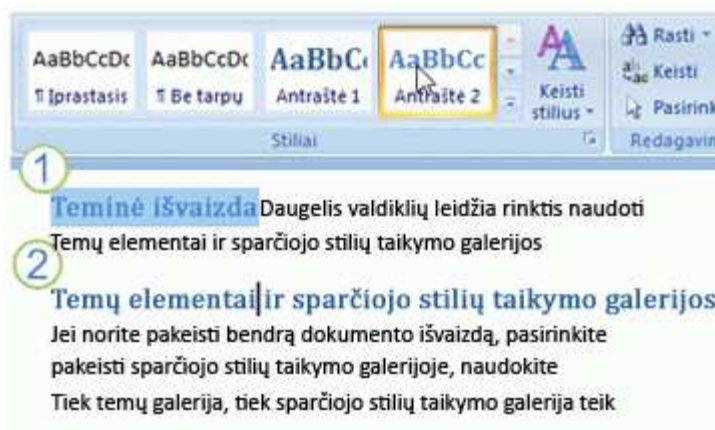 AaBbCcDc AaBbCcDc AaBbC AaBbCc
¶ Įprastasis ¶ Be tarpų Antraštė 1 Antraštė 2
Keisti stilius
Rasti
Keisti
Pasirink
Stiliai
Redagavim
1
Teminė išvaizda Daugelis valdiklių leidžia rinktis naudoti
Temų elementai ir sparčiojo stilių taikymo galerijos
2
Temų elementai ir sparčiojo stilių taikymo galerijos
Jei norite pakeisti bendrą dokumento išvaizdą, pasirinkite
pakeisti sparčiojo stilių taikymo galerijoje, naudokite
Tiek temų galerija, tiek sparčiojo stilių taikymo galerija teik